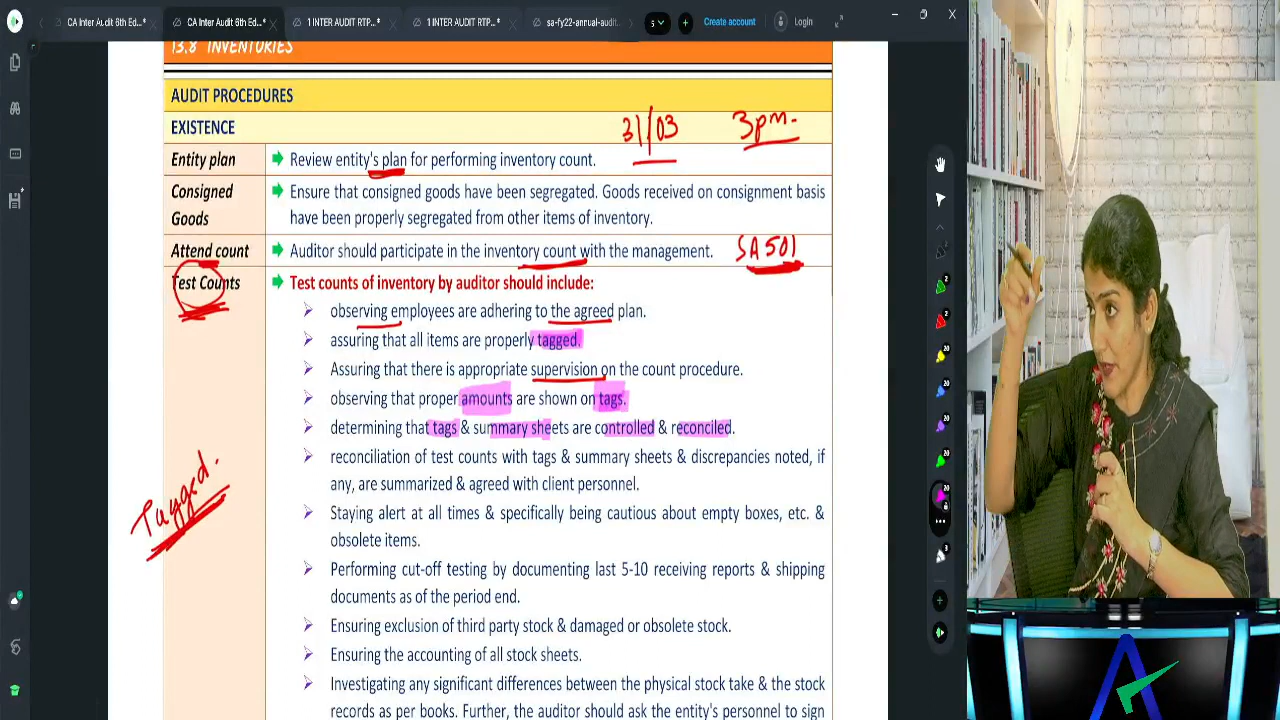 CA Inter Audit 8th Ed...*
CA Inter Audit 8th Ed...*
1 INTER AUDIT RTP...*
1 INTER AUDIT RTP...*
sa-fy22-annual-audit.
5
Create account
Login
13.8 INVENTORIES
AUDIT PROCEDURES
EXISTENCE
31/03 3pm.
Entity plan Review entity's plan for performing inventory count.
Consigned Goods Ensure that consigned goods have been segregated. Goods received on consignment basis
have been properly segregated from other items of inventory.
Attend count Auditor should participate in the inventory count with the management. SA 501
Test Counts Test counts of inventory by auditor should include:
observing employees are adhering to the agreed plan.
assuring that all items are properly tagged.
Assuring that there is appropriate supervision on the count procedure.
observing that proper amounts are shown on tags.
determining that tags & summary sheets are controlled & reconciled.
reconciliation of test counts with tags & summary sheets & discrepancies noted, if
any, are summarized & agreed with client personnel.
Tagged.
Staying alert at all times & specifically being cautious about empty boxes, etc. &
obsolete items.
Performing cut-off testing by documenting last 5-10 receiving reports & shipping
documents as of the period end.
Ensuring exclusion of third party stock & damaged or obsolete stock.
Ensuring the accounting of all stock sheets.
Investigating any significant differences between the physical stock take & the stock
records as per books. Further, the auditor should ask the entity's personnel to sign